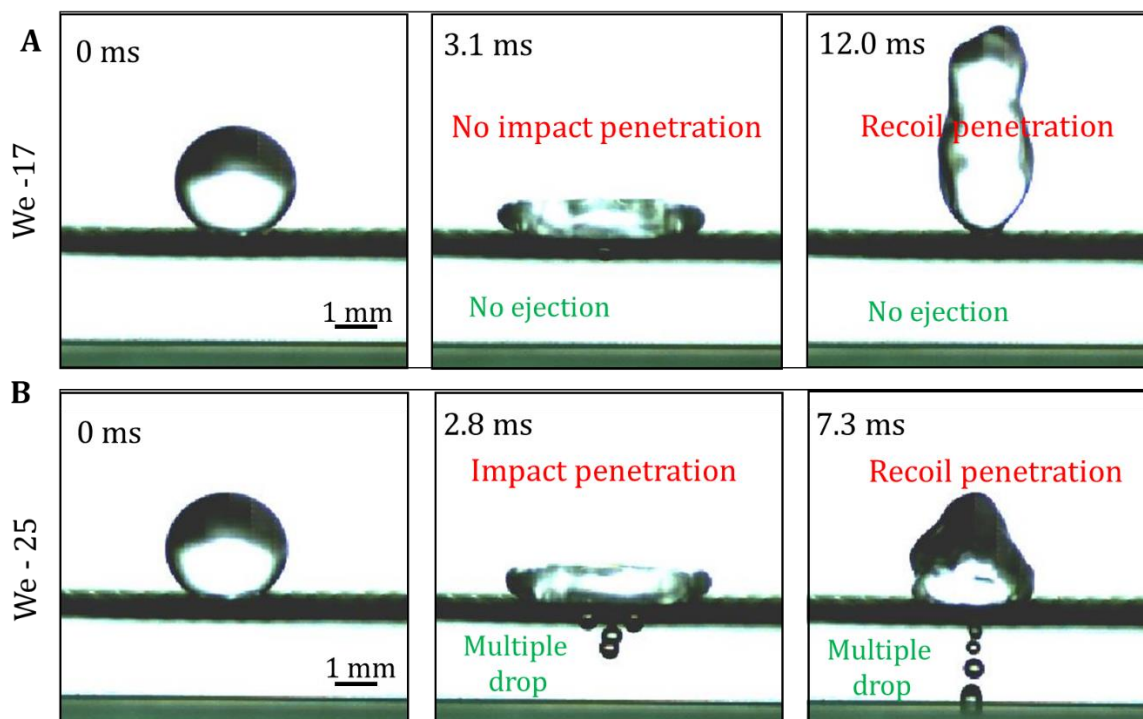 A
We -17
0 ms
1 mm
3.1 ms
No impact penetration
No ejection
12.0 ms
Recoil penetration
No ejection
B
We - 25
0 ms
1 mm
2.8 ms
Impact penetration
Multiple
drop
7.3 ms
Recoil penetration
Multiple
drop